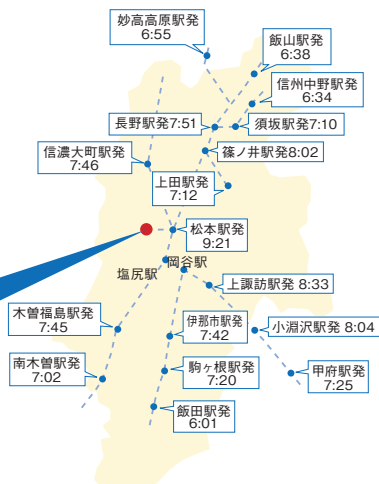 妙高高原駅発
6:55
飯山駅発
6:38
信州中野駅発
6:34
長野駅発7:51
須坂駅発7:10
信濃大町駅発
7:46
篠ノ井駅発8:02
上田駅発
7:12
松本駅発
9:21
塩尻駅
岡谷駅
上諏訪駅発 8:33
木曽福島駅発
7:45
伊那市駅発
7:42
小淵沢駅発 8:04
南木曽駅発
7:02
駒ヶ根駅発
7:20
甲府駅発
7:25
飯田駅発
6:01